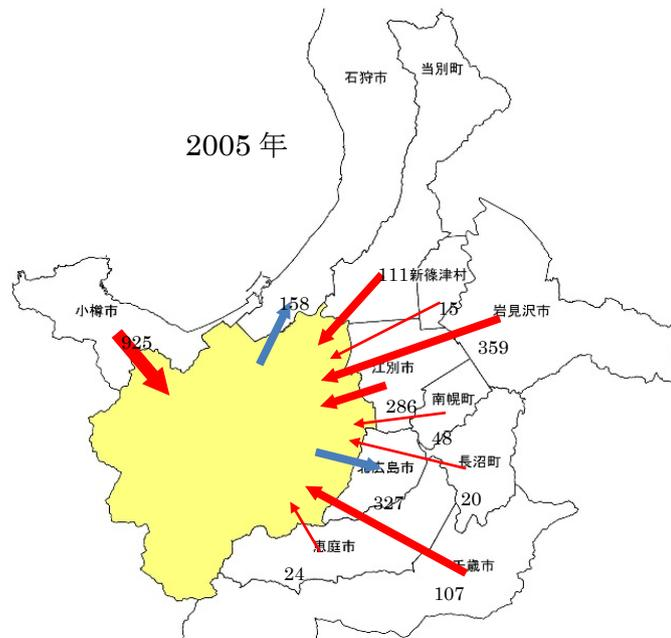 石狩市
当別町
2005 年
111
新篠津村
小樽市
158
15
岩見沢市
925
359
江別市
286
南幌町
48
北広島市
長沼町
327
20
恵庭市
千歳市
24
107